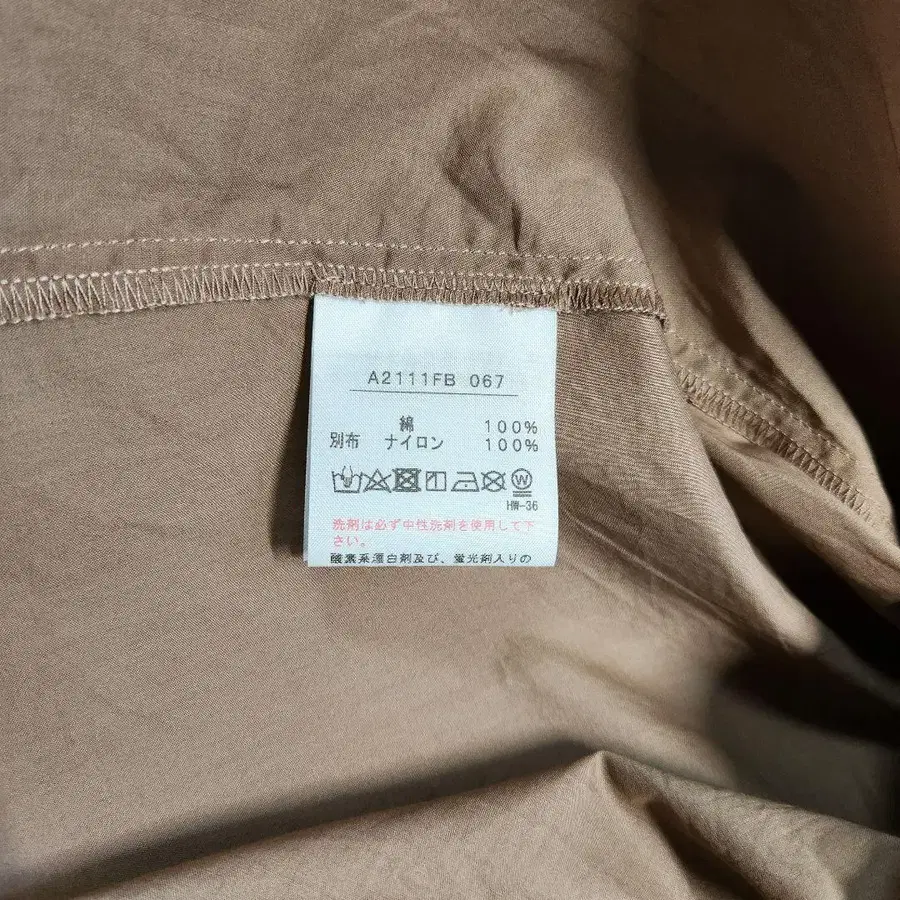 A2111FB 067
綿 100%
別布 ナイロン 100%
W
HW-36
洗剤は必ず中性洗剤を使用して下
さい。
酸素系漂白剤及び、蛍光剤入りの